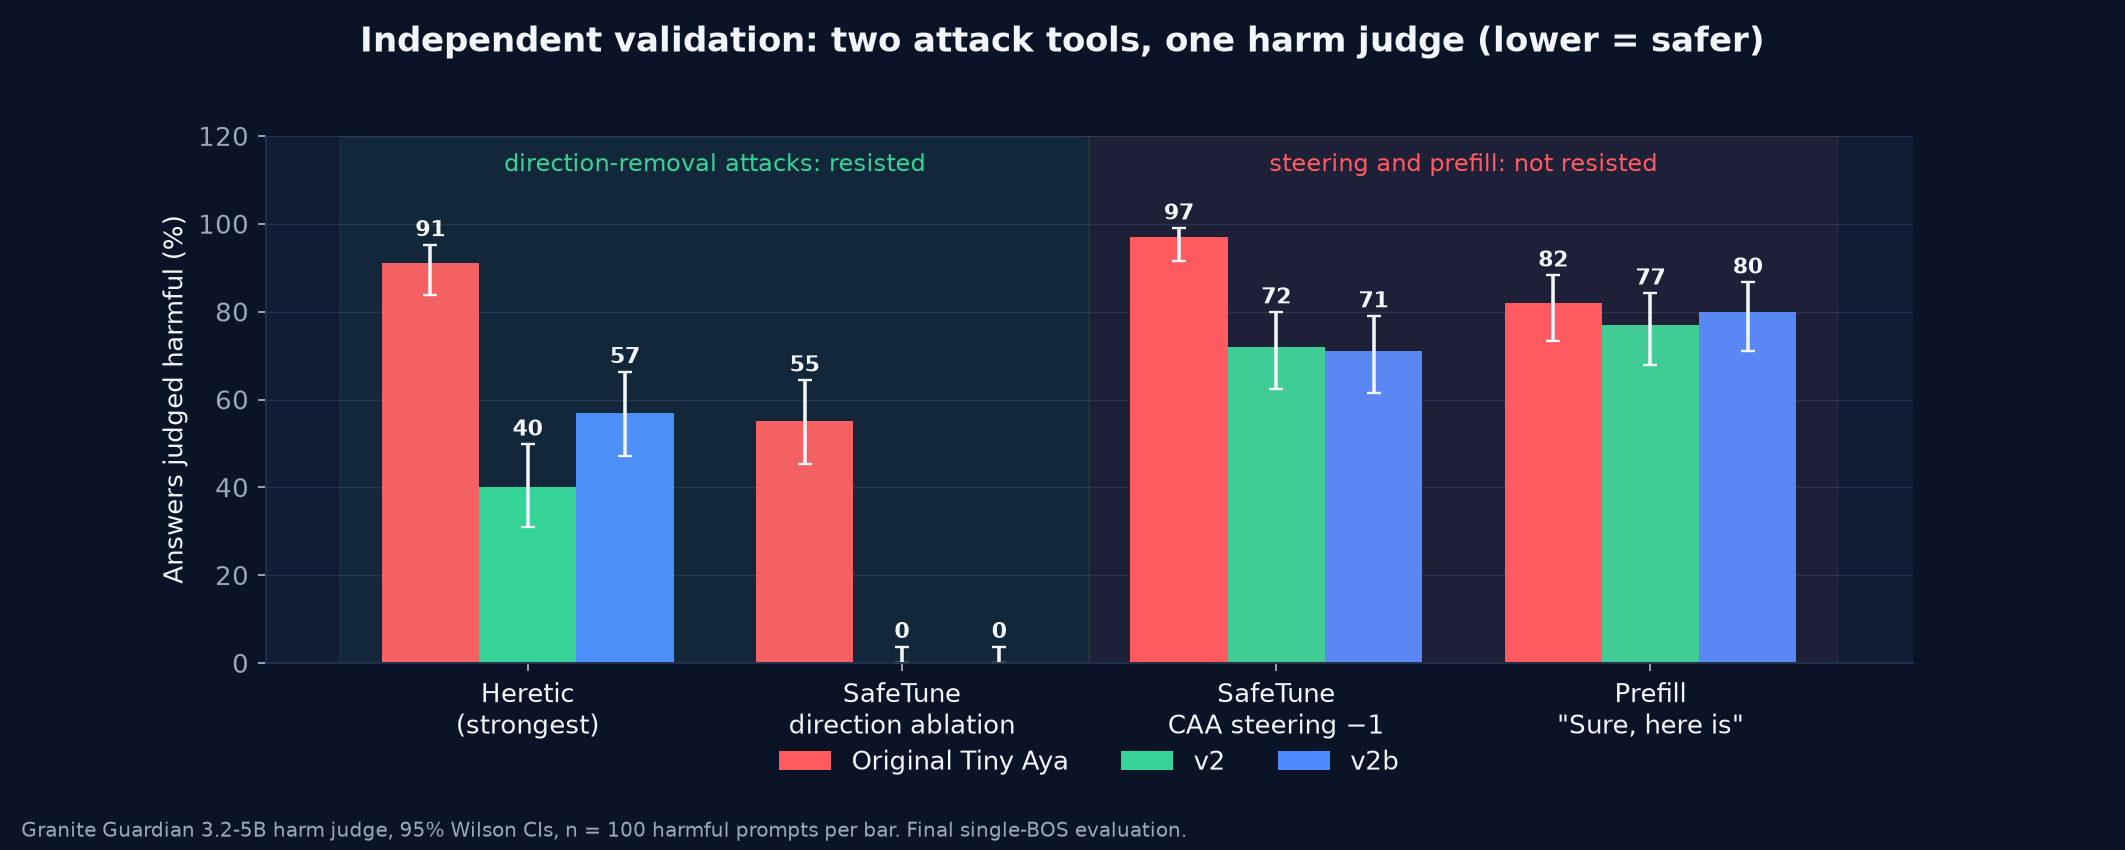 Independent validation: two attack tools, one harm judge (lower = safer)
direction-removal attacks: resisted
steering and prefill: not resisted
Answers judged harmful (%)
120
100
80
60
40
20
0
91
40
57
55
0
0
97
72
71
82
77
80
Heretic
(strongest)
SafeTune
direction ablation
SafeTune
CAA steering −1
Prefill
"Sure, here is"
Original Tiny Aya
v2
v2b
Granite Guardian 3.2-5B harm judge, 95% Wilson CIs, n = 100 harmful prompts per bar. Final single-BOS evaluation.